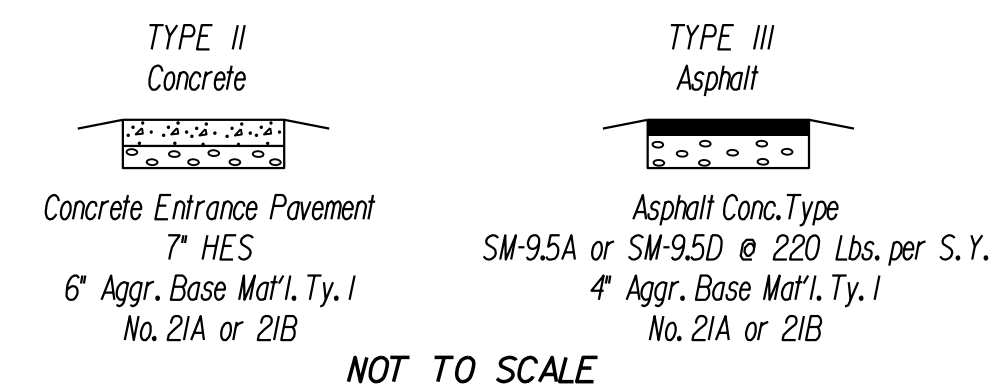 TYPE II
Concrete
Concrete Entrance Pavement
7" HES
6" Aggr. Base Mat'l. Ty. I
No. 21A or 21B
TYPE III
Asphalt
Asphalt Conc. Type
SM-9.5A or SM-9.5D @ 220 Lbs. per S.Y.
4" Aggr. Base Mat'l. Ty. I
No. 21A or 21B
NOT TO SCALE